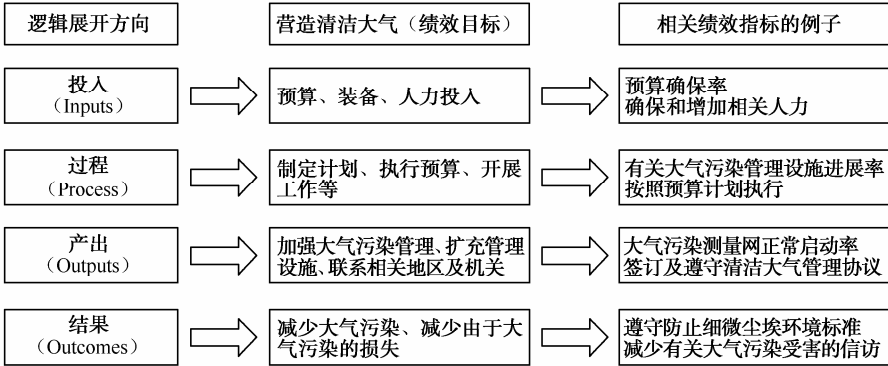 逻辑展开方向
营造清洁大气（绩效目标）
相关绩效指标的例子
投入
（Inputs）
预算、装备、人力投入
预算确保率
确保和增加相关人力
过程
（Process）
制定计划、执行预算、开展
工作等
有关大气污染管理设施进展率
按照预算计划执行
产出
（Outputs）
加强大气污染管理、扩充管理
设施、联系相关地区及机关
大气污染测量网正常启动率
签订及遵守清洁大气管理协议
结果
（Outcomes）
减少大气污染、减少由于大
气污染的损失
遵守防止细微尘埃环境标准
减少有关大气污染受害的信访